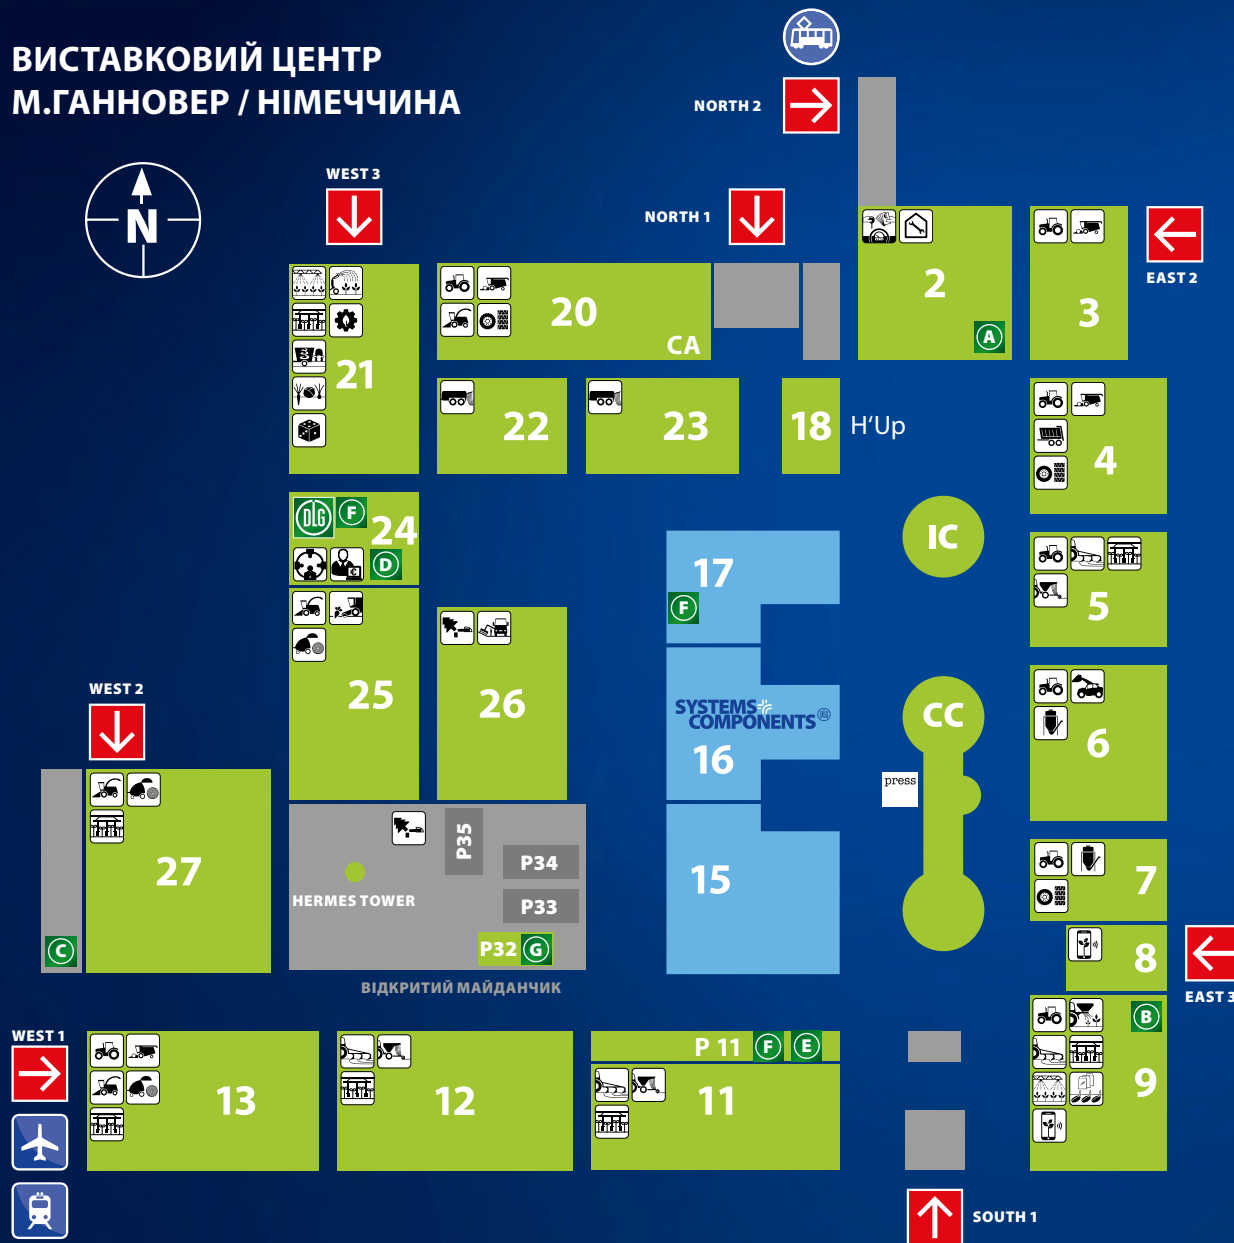 ВИСТАВКОВИЙ ЦЕНТР
М.ГАННОВЕР / НІМЕЧЧИНА
NORTH 2
N
WEST 3
NORTH 1
EAST 2
2
A
3
20
CA
21
22
23
18
H‘Up
4
DLG
F
24
D
17
F
IC
5
25
26
SYSTEMS
COMPONENTS
DLG
16
CC
press
6
WEST 2
27
C
P35
P34
HERMES TOWER
P33
P32
G
15
7
8
EAST 3
ВІДКРИТИЙ МАЙДАНЧИК
WEST 1
13
12
P 11
F
E
11
B
9
SOUTH 1